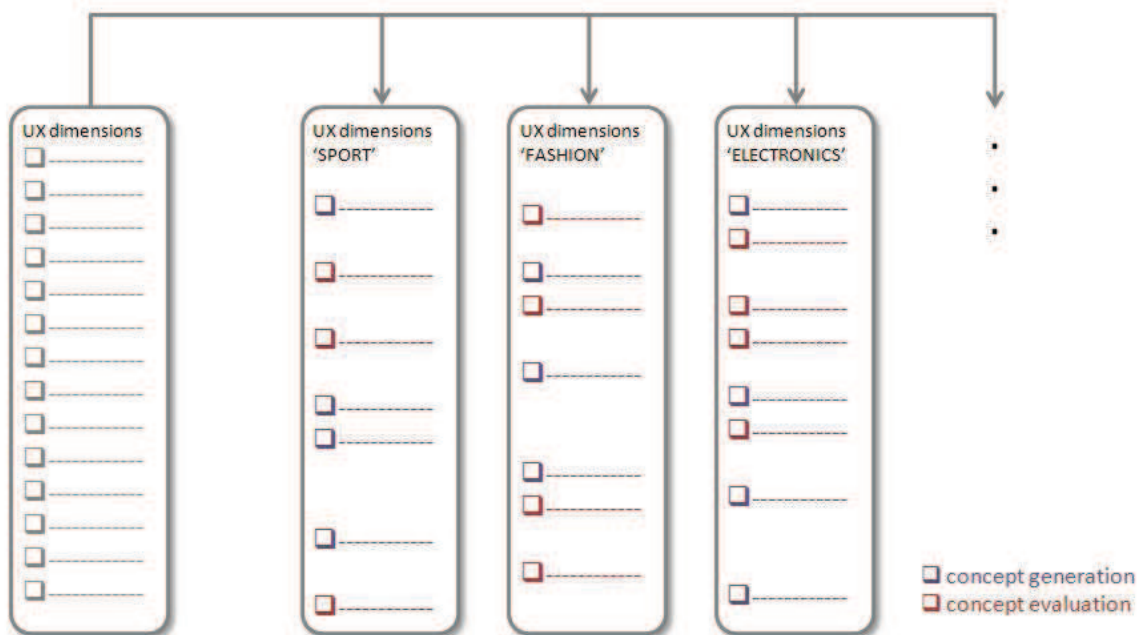 UX dimensions
UX dimensions
'SPORT'
UX dimensions
'FASHION'
UX dimensions
'ELECTRONICS'
concept generation
concept evaluation